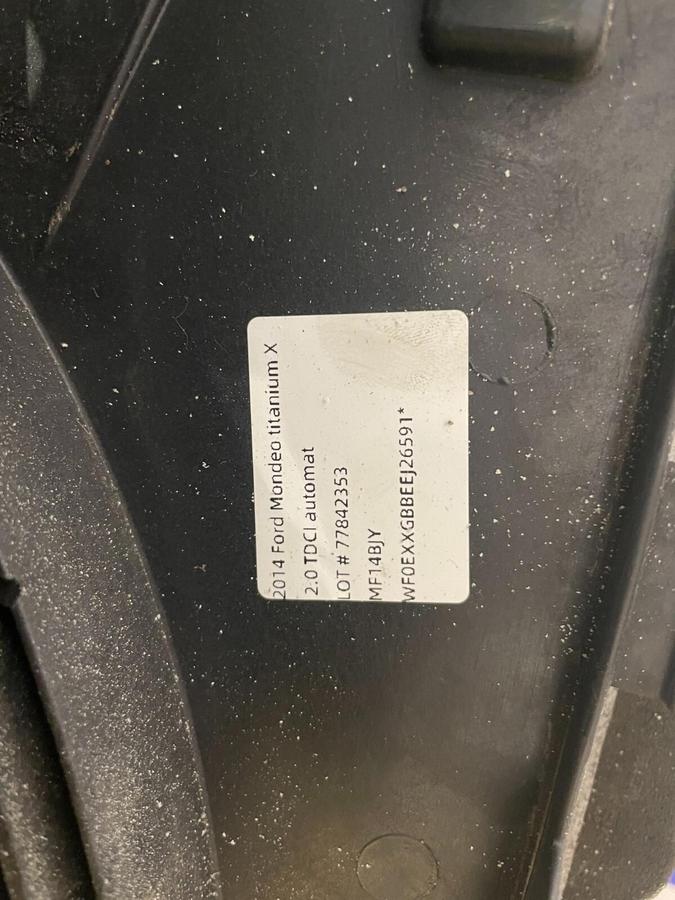 2014 Ford Mondeo titanium X
2.0 TDCI automat
LOT # 77842353
MF14BJY
WF0EXXGBBEEJ26591*